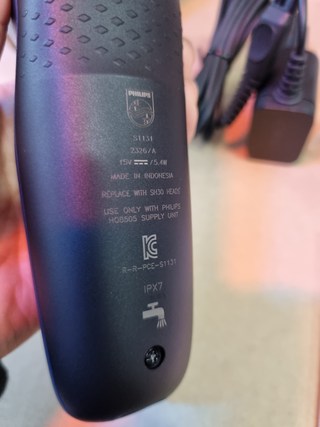 PHILIPS
S1131
2326/A
15V ⎓ /5.4W
MADE IN INDONESIA
REPLACE WITH SH30 HEADS
USE ONLY WITH PHILIPS
HQ8505 SUPPLY UNIT
R-R-PCE-S1131
IPX7